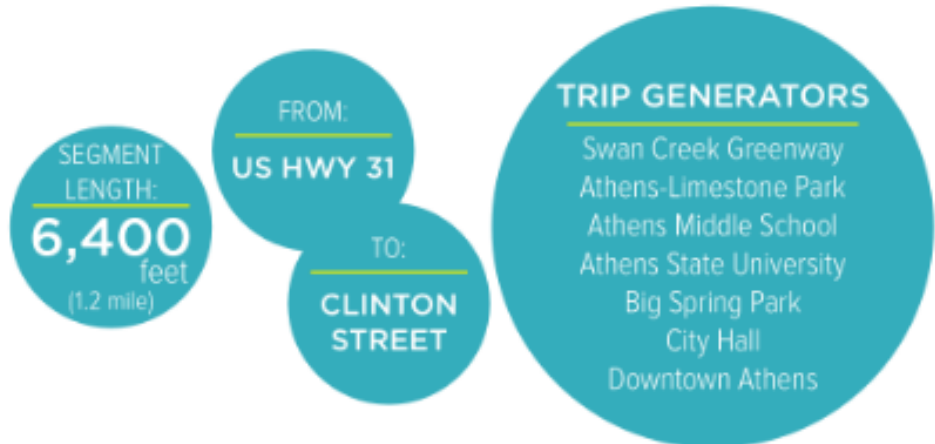 SEGMENT
LENGTH:
6,400
feet
(1.2 mile)
FROM:
US HWY 31
TO:
CLINTON
STREET
TRIP GENERATORS
Swan Creek Greenway
Athens-Limestone Park
Athens Middle School
Athens State University
Big Spring Park
City Hall
Downtown Athens